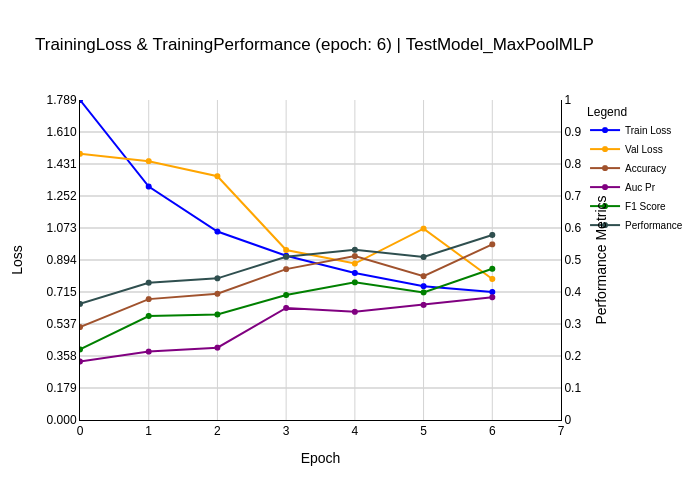 TrainingLoss & TrainingPerformance (epoch: 6) | TestModel_MaxPoolMLP
Loss
1.789
1.610
1.431
1.252
1.073
0.894
0.715
0.537
0.358
0.179
0.000
0 1 2 3 4 5 6 7
Epoch
1
0.9
0.8
0.7
0.6
0.5
0.4
0.3
0.2
0.1
0
Performance Metrics
Legend
Train Loss
Val Loss
Accuracy
Auc Pr
F1 Score
Performance